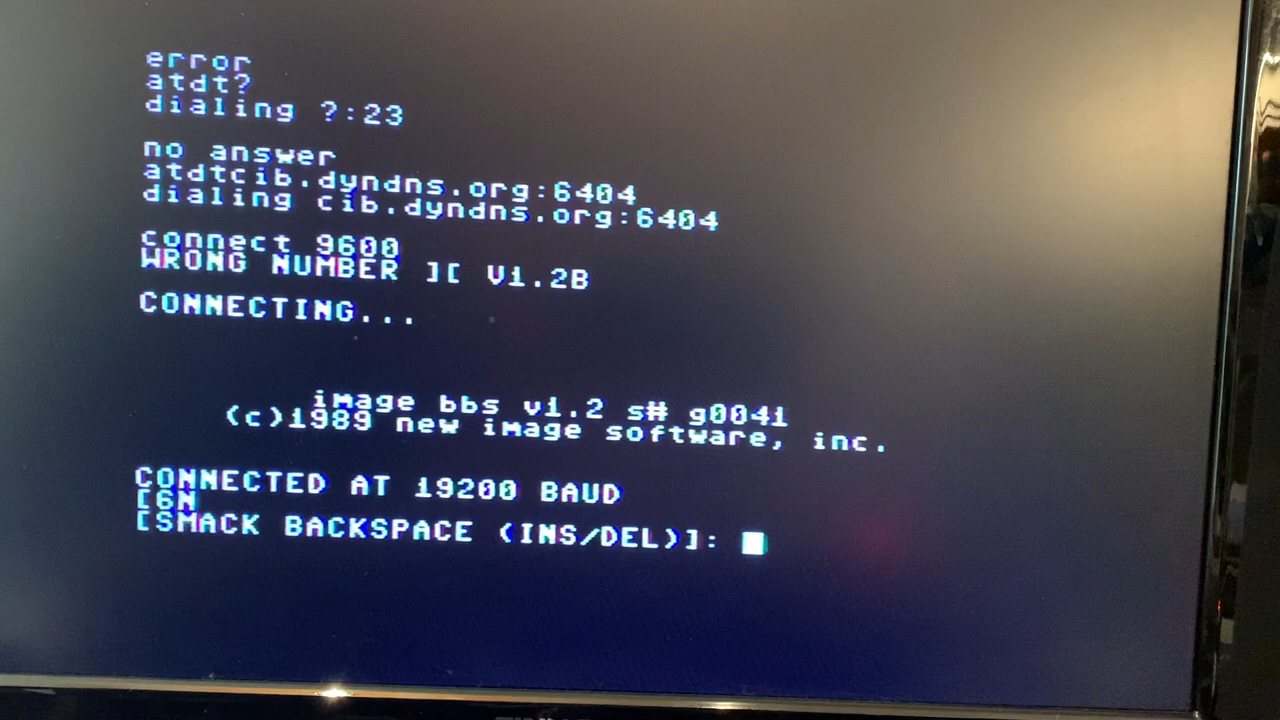 error
atdt?
dialing ?:23
no answer
atdtcib.dyndns.org:6404
dialing cib.dyndns.org:6404
connect 9600
WRONG NUMBER ][ V1.2B
CONNECTING...
image bbs v1.2 s# g0041
(c)1989 new image software, inc.
CONNECTED AT 19200 BAUD
[6N
[SMACK BACKSPACE (INS/DEL)]: